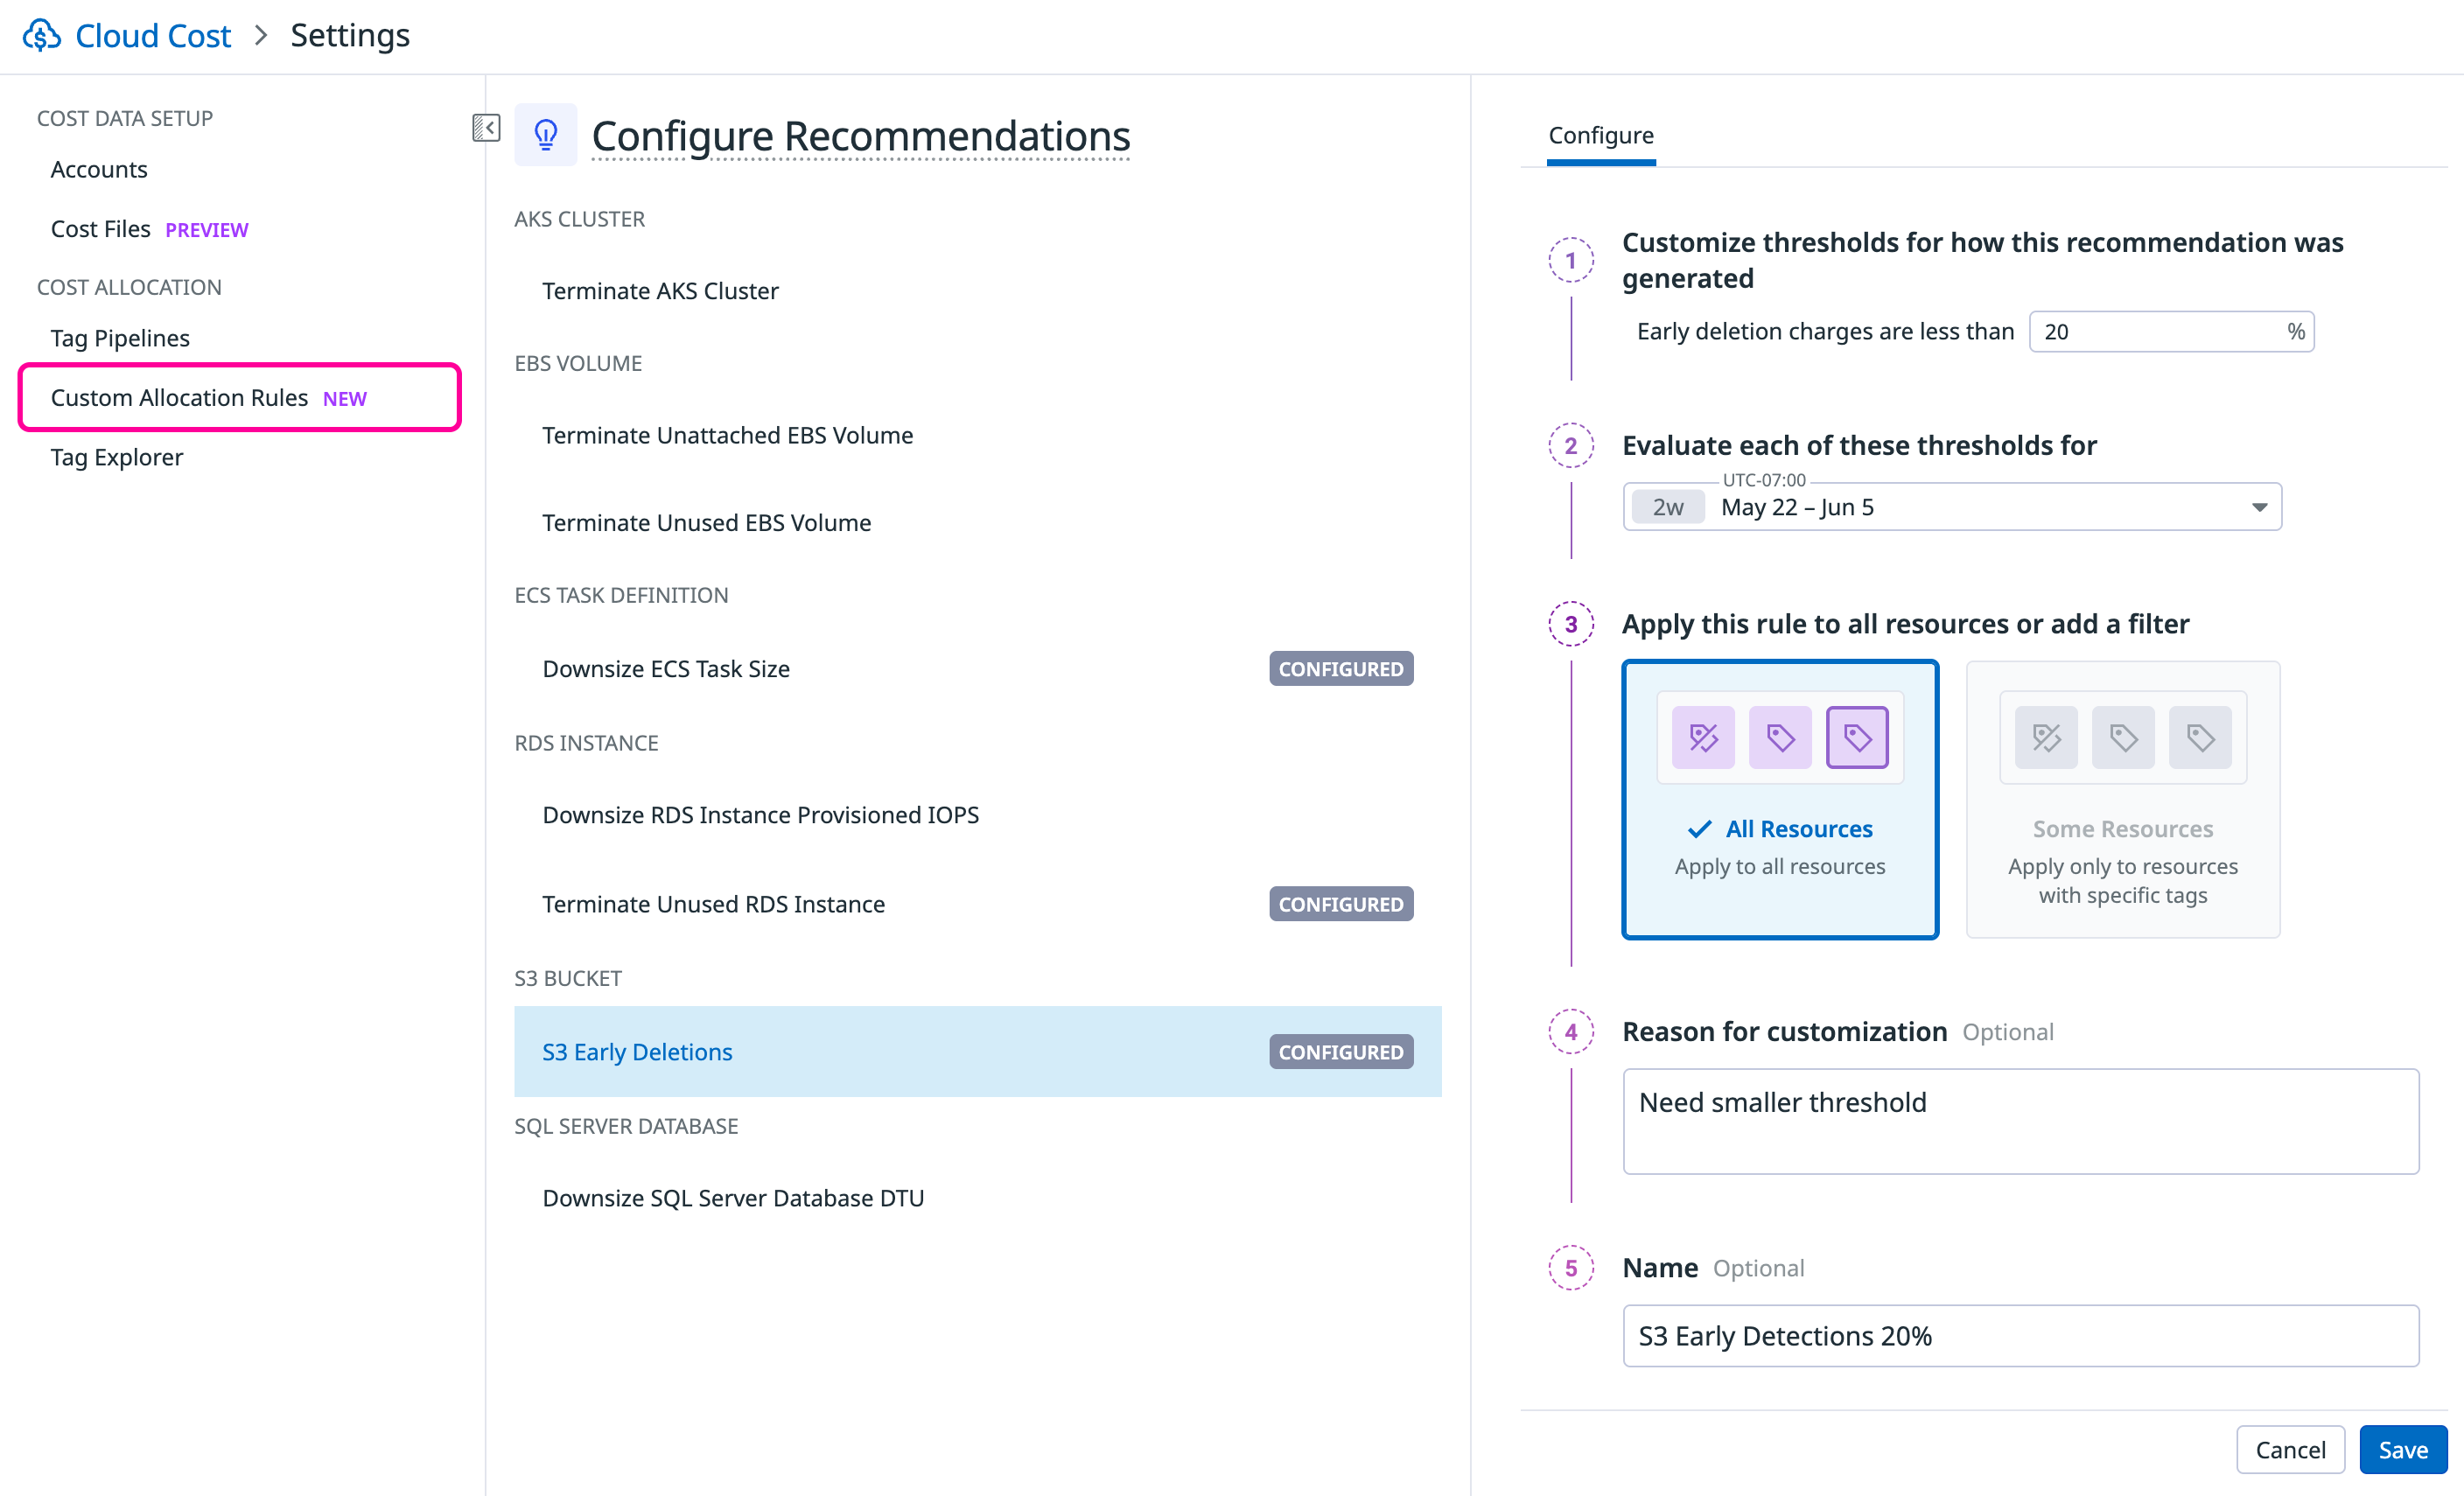 Cloud Cost > Settings
COST DATA SETUP
Accounts
Cost Files PREVIEW
COST ALLOCATION
Tag Pipelines
Custom Allocation Rules NEW
Tag Explorer
Configure Recommendations
AKS CLUSTER
Terminate AKS Cluster
EBS VOLUME
Terminate Unattached EBS Volume
Terminate Unused EBS Volume
ECS TASK DEFINITION
Downsize ECS Task Size CONFIGURED
RDS INSTANCE
Downsize RDS Instance Provisioned IOPS
Terminate Unused RDS Instance CONFIGURED
S3 BUCKET
S3 Early Deletions CONFIGURED
SQL SERVER DATABASE
Downsize SQL Server Database DTU
Configure
1 Customize thresholds for how this recommendation was
generated
Early deletion charges are less than 20 %
2 Evaluate each of these thresholds for
UTC-07:00
2w May 22 – Jun 5
3 Apply this rule to all resources or add a filter
All Resources
Apply to all resources
Some Resources
Apply only to resources
with specific tags
4 Reason for customization Optional
Need smaller threshold
5 Name Optional
S3 Early Detections 20%
Cancel Save